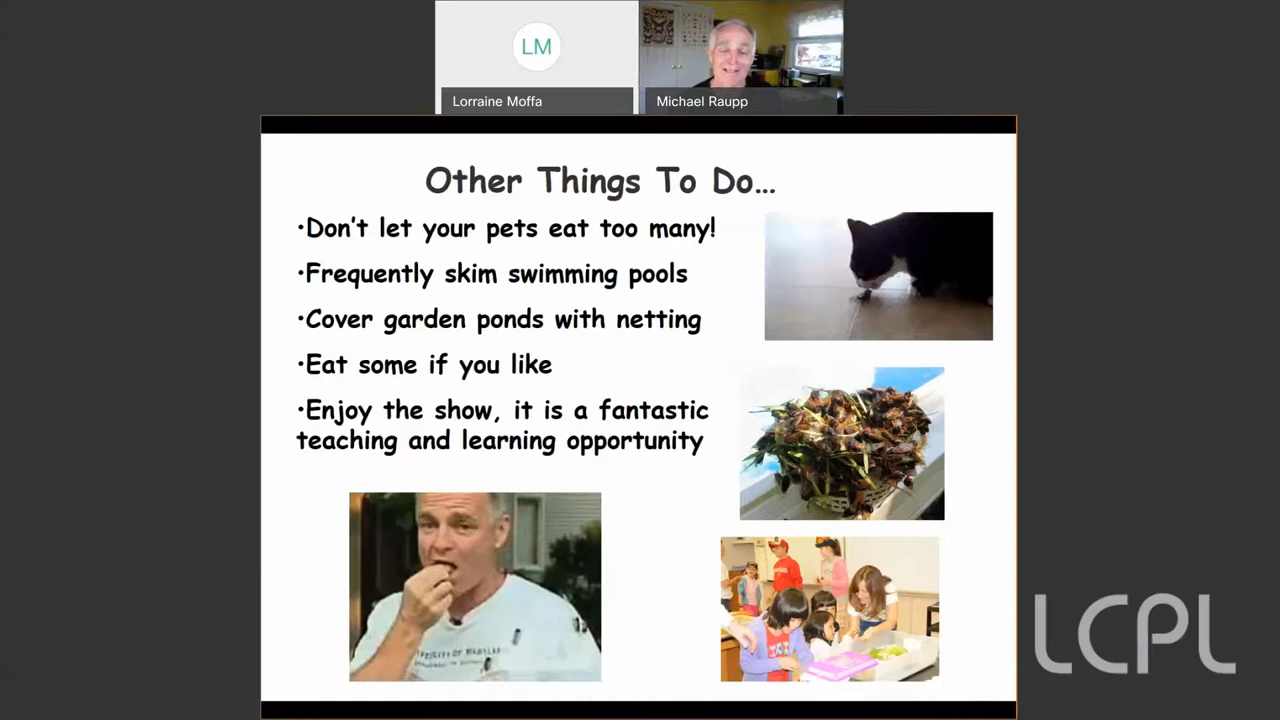 LM
Lorraine Moffa
Michael Raupp
Other Things To Do...
•Don't let your pets eat too many!
•Frequently skim swimming pools
•Cover garden ponds with netting
•Eat some if you like
•Enjoy the show, it is a fantastic
teaching and learning opportunity
LCPL